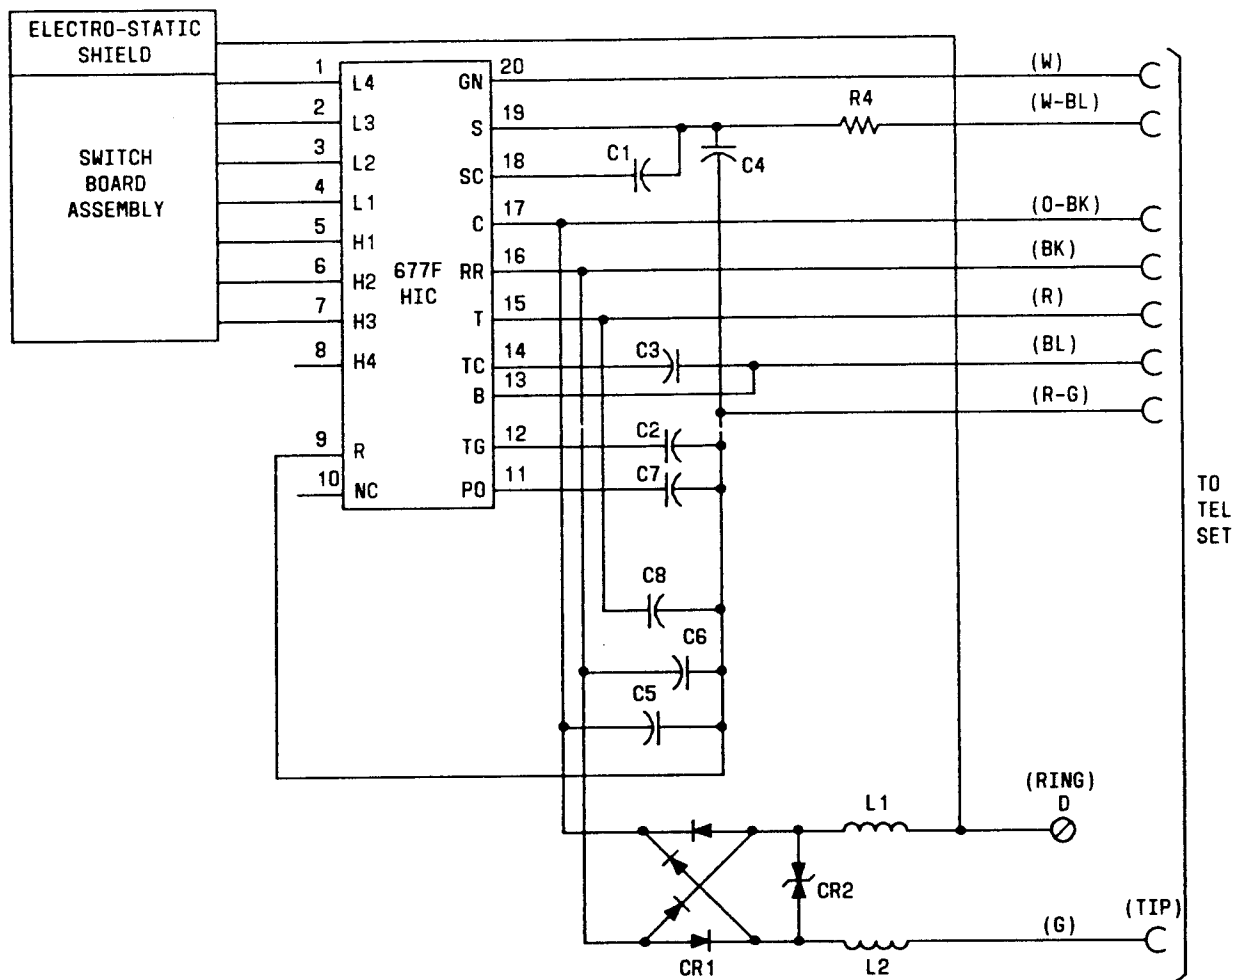 ELECTRO-STATIC
SHIELD
SWITCH
BOARD
ASSEMBLY
1
2
3
4
5
6
7
8
9
10
L4
L3
L2
L1
H1
H2
H3
H4
R
NC
677F
HIC
GN
S
SC
C
RR
T
TC
B
TG
PO
20
19
18
17
16
15
14
13
12
11
C1
C4
R4
C3
C2
C7
C8
C6
C5
(W)
(W-BL)
(O-BK)
(BK)
(R)
(BL)
(R-G)
TO
TEL
SET
(RING)
D
L1
CR2
(TIP)
(G)
CR1
L2